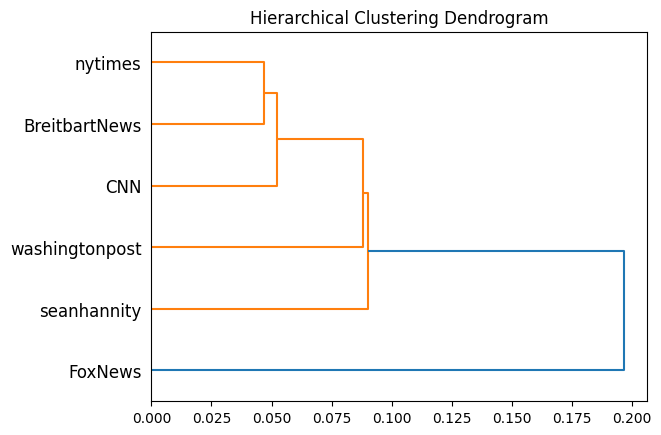 Hierarchical Clustering Dendrogram
nytimes
BreitbartNews
CNN
washingtonpost
seanhannity
FoxNews
0.000 0.025 0.050 0.075 0.100 0.125 0.150 0.175 0.200